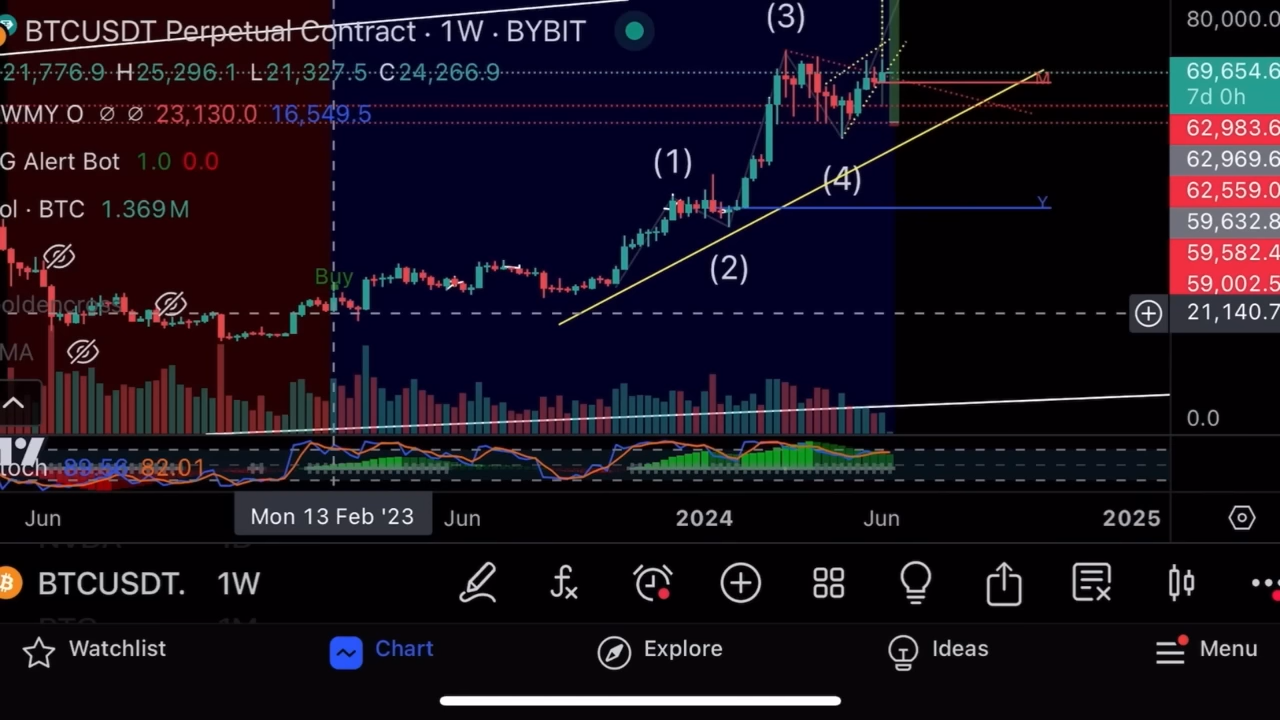 BTCUSDT Perpetual Contract · 1W · BYBIT
21,776.9 H25,296.1 L21,327.5 C24,266.9
WMY O ∅ ∅ 23,130.0 16,549.5
G Alert Bot 1.0 0.0
ol · BTC 1.369M
oldencross
MA
toch 89.56 82.01
Buy
(1)
(2)
(3)
(4)
M
Y
80,000.0
69,654.6
7d 0h
62,983.6
62,969.6
62,559.0
59,632.8
59,582.4
59,002.5
21,140.7
0.0
Jun
Mon 13 Feb '23
Jun
2024
Jun
2025
BTCUSDT. 1W
Watchlist
Chart
Explore
Ideas
Menu